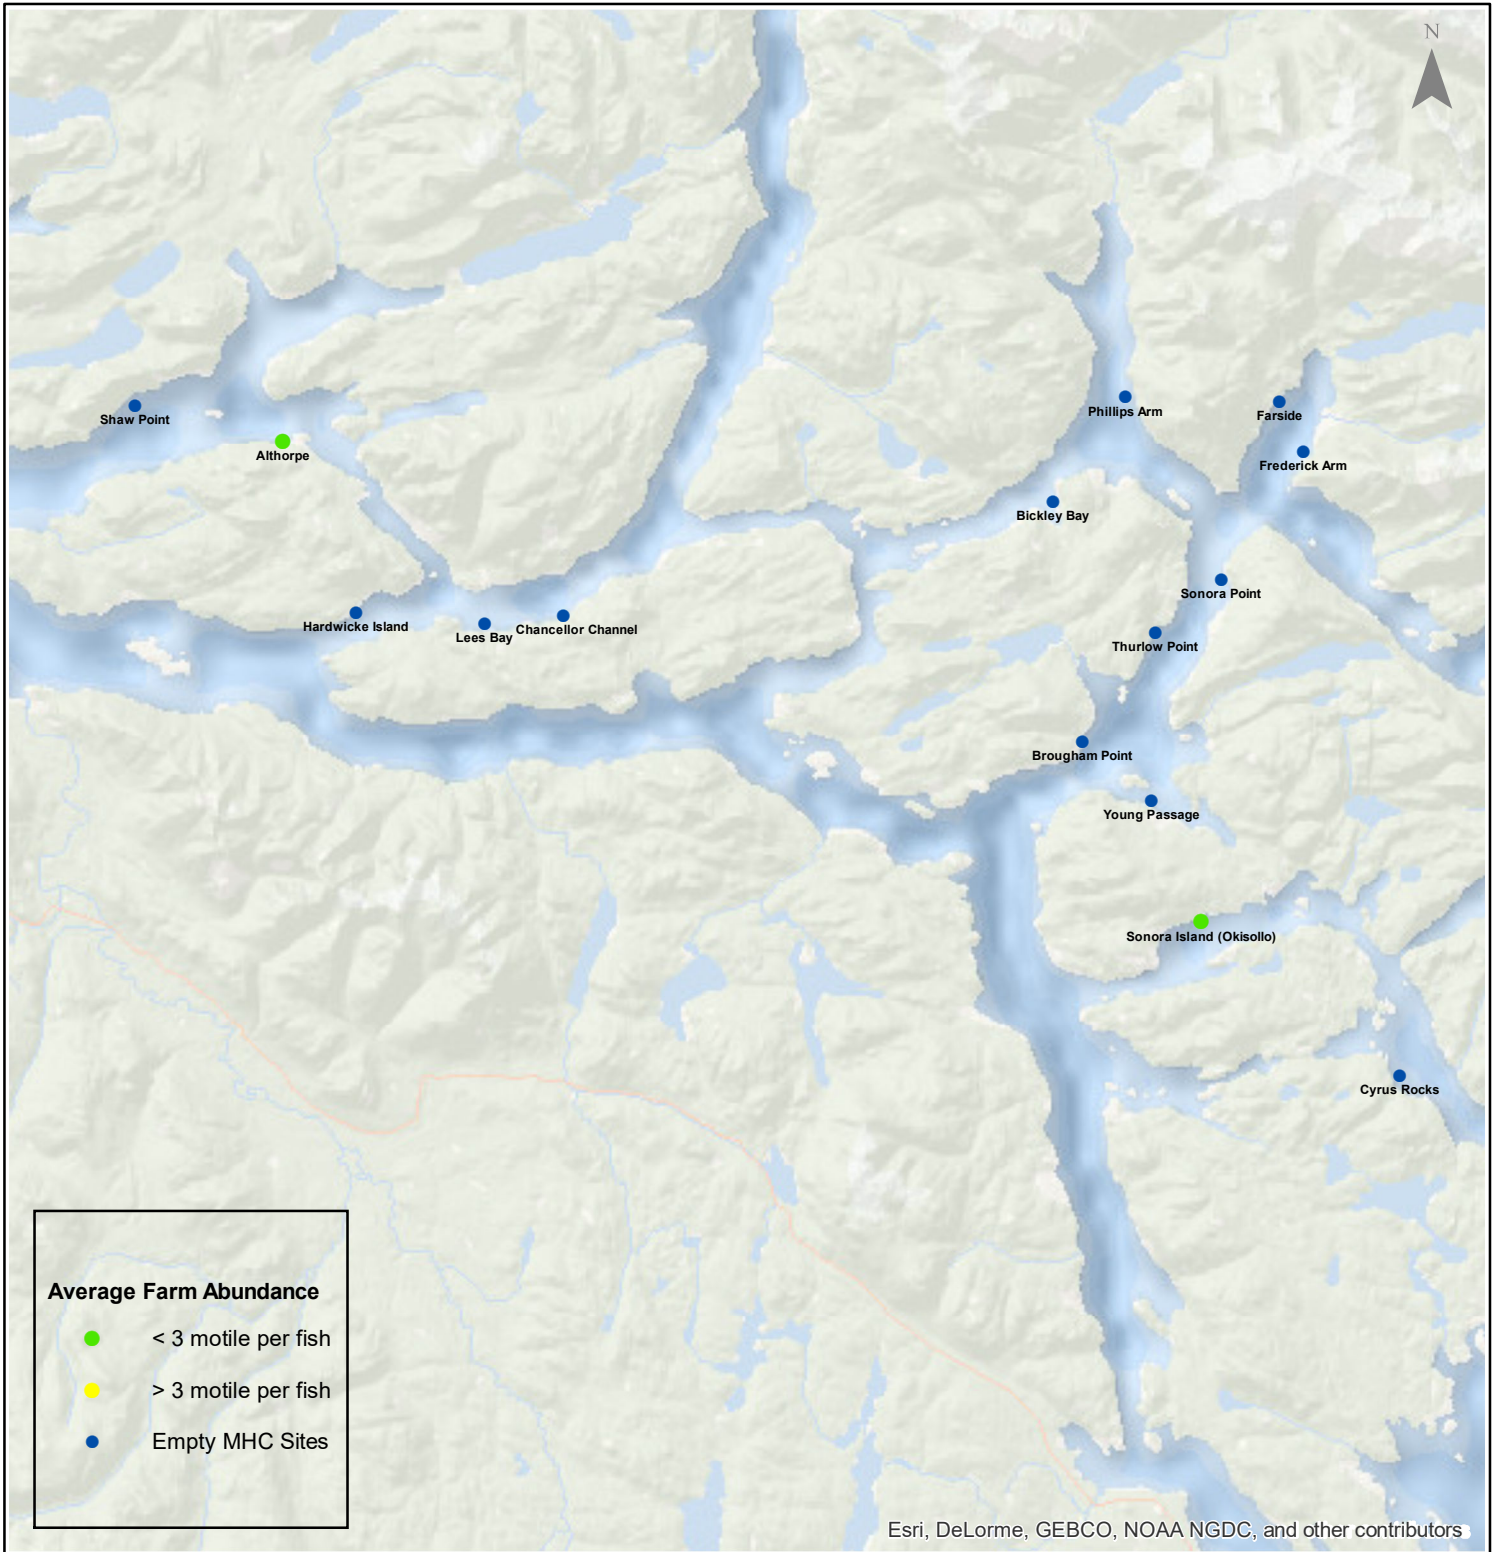 N
Shaw Point
Althorpe
Phillips Arm
Farside
Frederick Arm
Bickley Bay
Sonora Point
Hardwicke Island
Lees Bay
Chancellor Channel
Thurlow Point
Brougham Point
Young Passage
Sonora Island (Okisollo)
Cyrus Rocks
Average Farm Abundance
< 3 motile per fish
> 3 motile per fish
Empty MHC Sites
Esri, DeLorme, GEBCO, NOAA NGDC, and other contributors